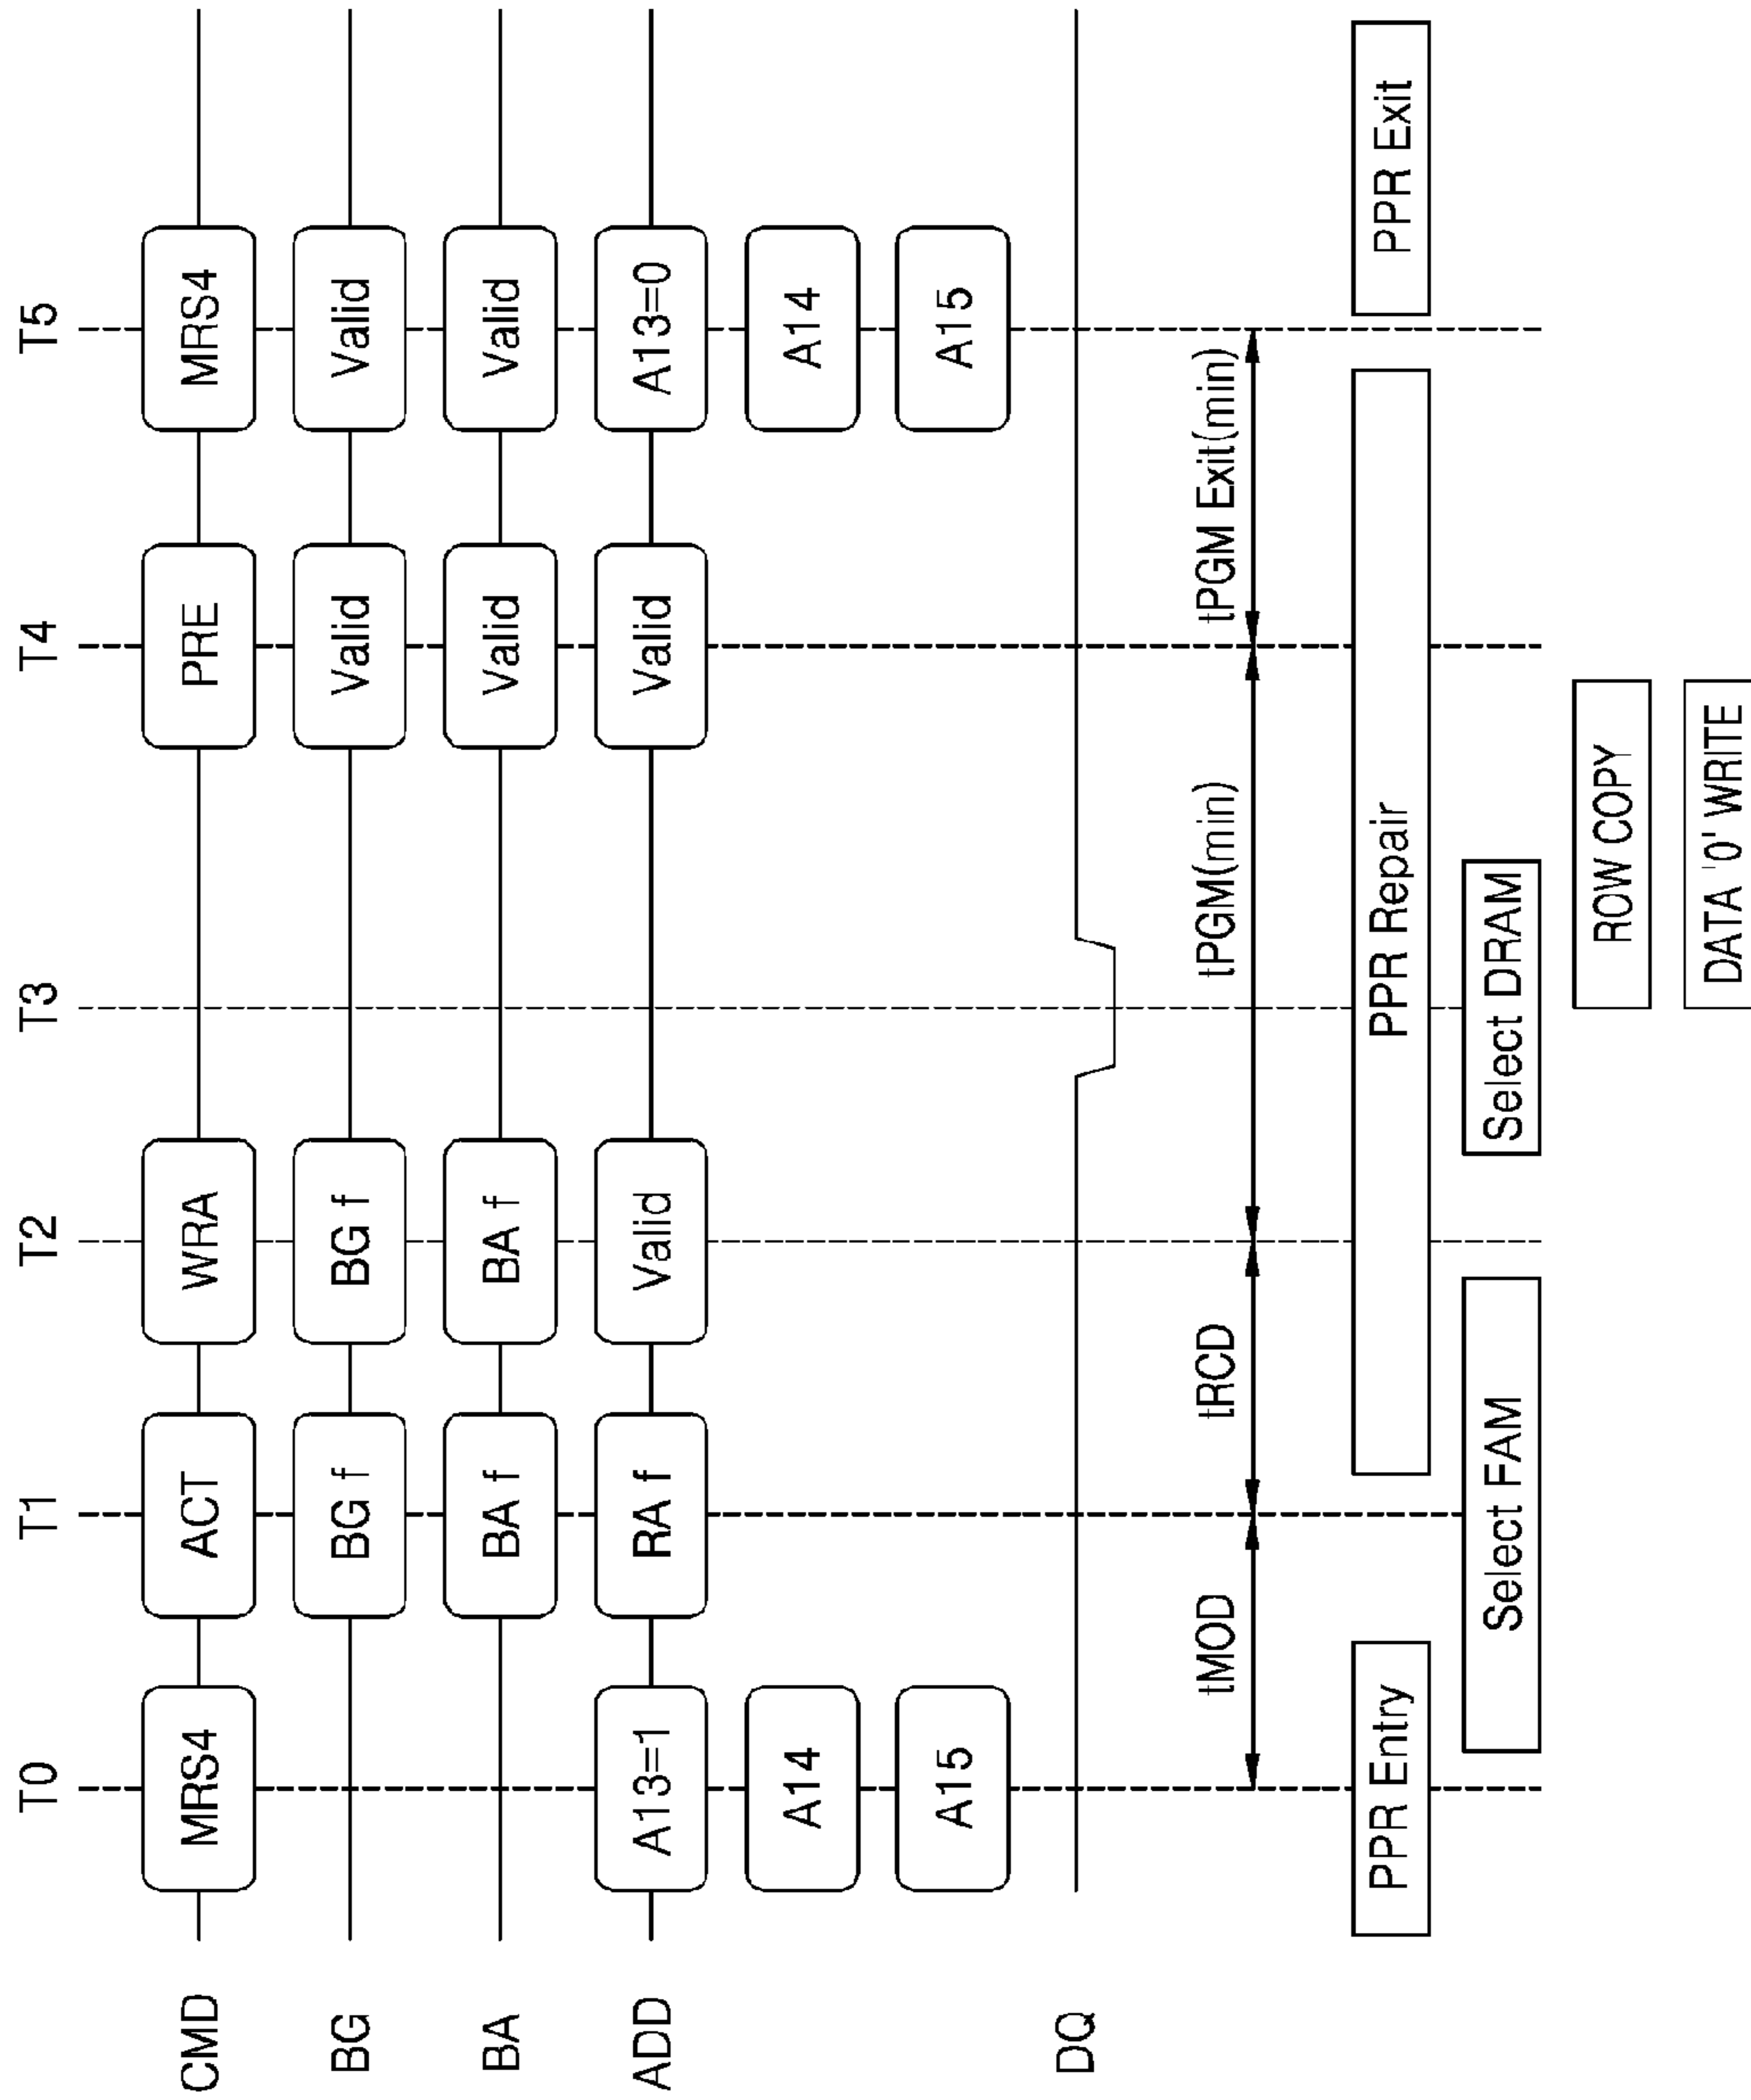 T0 T1 T2 T3 T4 T5
CMD MRS4 ACT WRA PRE MRS4
BG BG f BG f Valid Valid
BA BA f BA f Valid Valid
ADD A13=1 RA f Valid Valid A13=0
A14 A14
A15 A15
DQ
tMOD tRCD tPGM(min) tPGM Exit(min)
PPR Entry PPR Repair PPR Exit
Select FAM Select DRAM
ROW COPY
DATA '0' WRITE